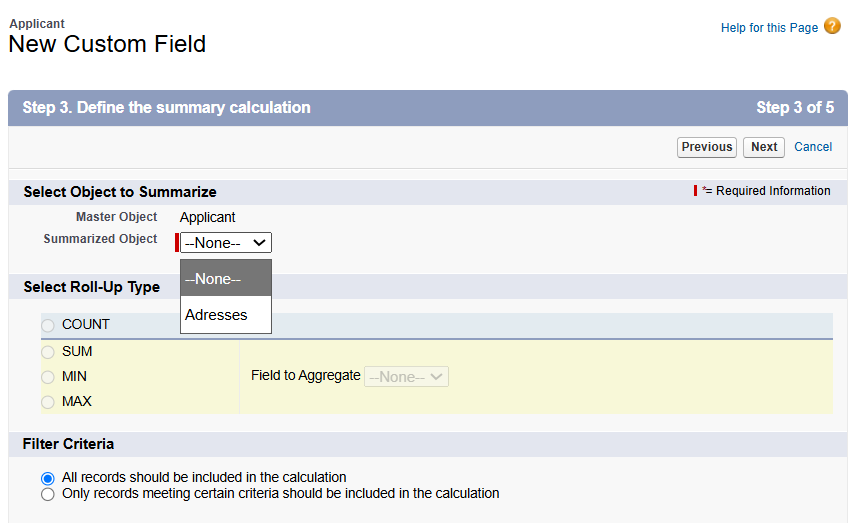 Applicant
New Custom Field
Help for this Page ?
Step 3. Define the summary calculation Step 3 of 5
Previous Next Cancel
Select Object to Summarize *= Required Information
Master Object Applicant
Summarized Object --None--
--None--
Adresses
Select Roll-Up Type
COUNT
SUM
MIN Field to Aggregate --None--
MAX
Filter Criteria
All records should be included in the calculation
Only records meeting certain criteria should be included in the calculation